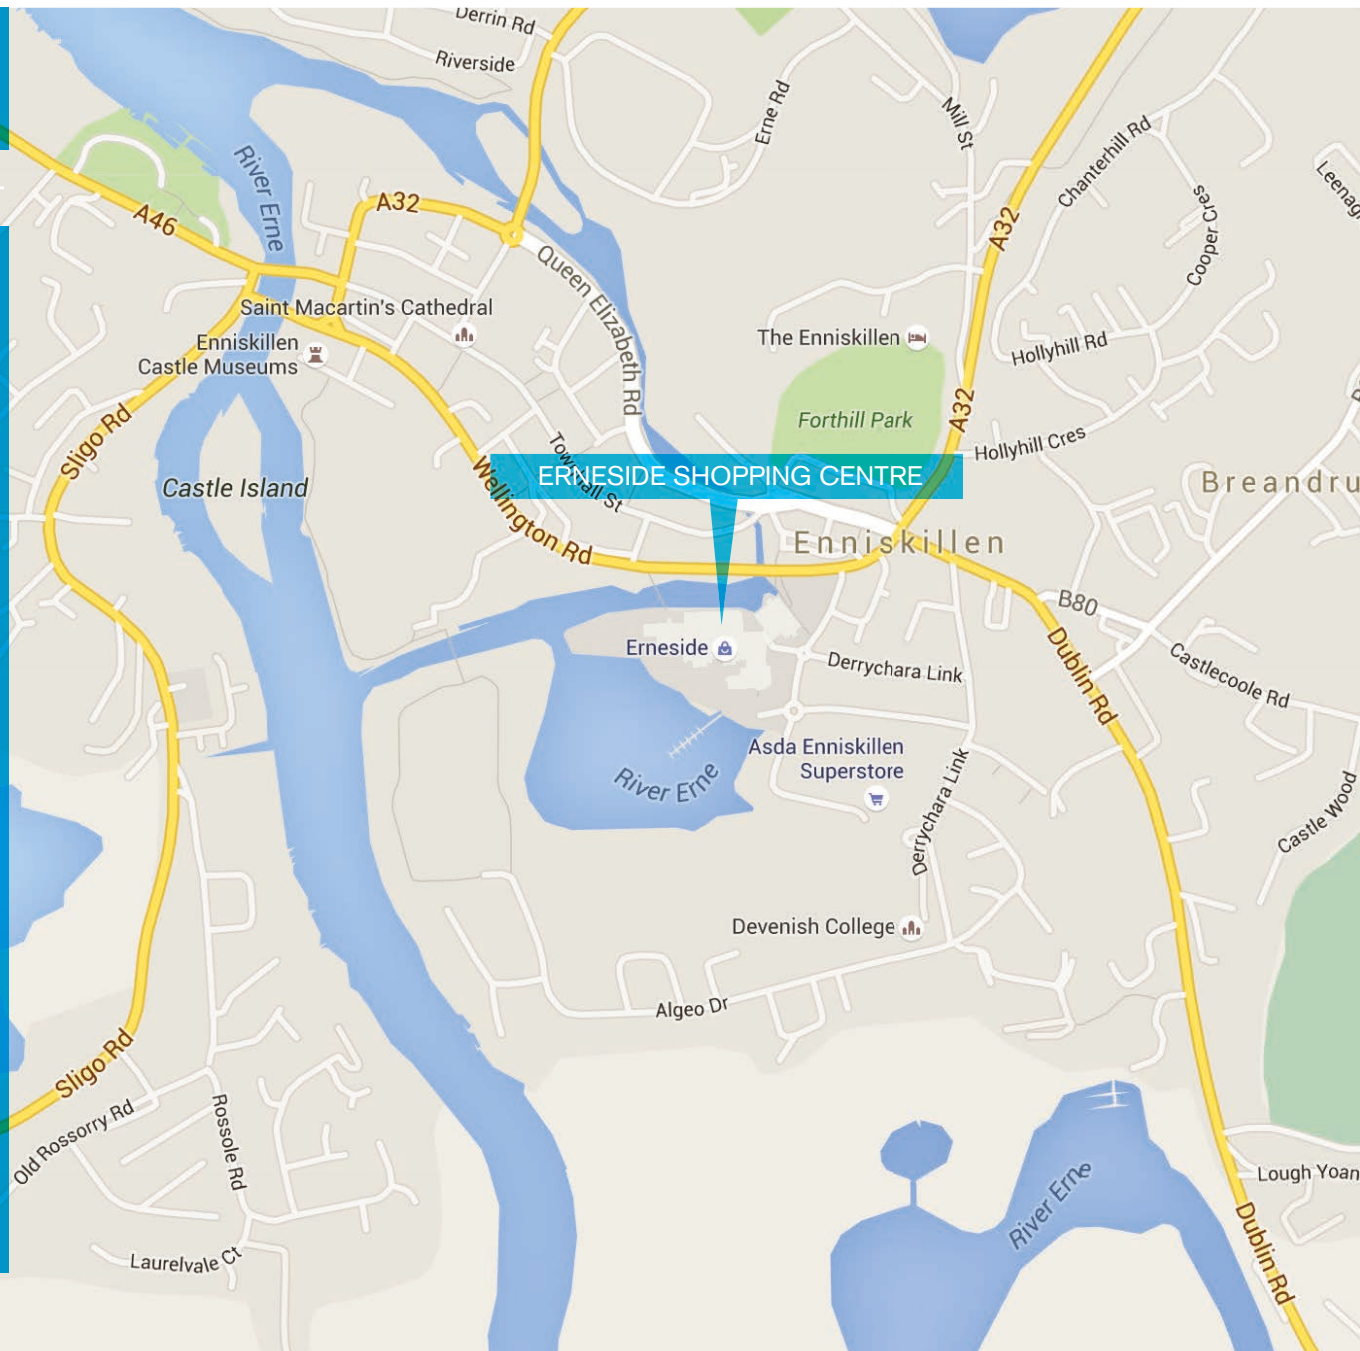 Derrin Rd
Riverside
Erne Rd
Mill St
Chanterhill Rd
River Erne
A46
A32
A32
Cooper Cres
Queen Elizabeth Rd
Saint Macartin's Cathedral
Enniskillen
Castle Museums
The Enniskillen
Hollyhill Rd
Forthill Park
A32
Hollyhill Cres
Sligo Rd
Castle Island
Wellington Rd
Townhall St
ERNESIDE SHOPPING CENTRE
Breandru
Enniskillen
B80
Erneside
Derrychara Link
Dublin Rd
Castlecoole Rd
River Erne
Asda Enniskillen
Superstore
Derrychara Link
Castle Wood
Devenish College
Algeo Dr
Sligo Rd
Old Rossorry Rd
Rossole Rd
River Erne
Lough Yoan
Dublin Rd
Laurelvale Ct